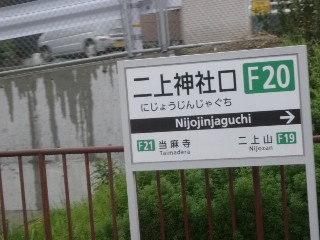 二上神社口 F20
にじょうじんじゃぐち
Nijojinjaguchi
F21 当麻寺 二上山 F19
Taimadera Nijozan